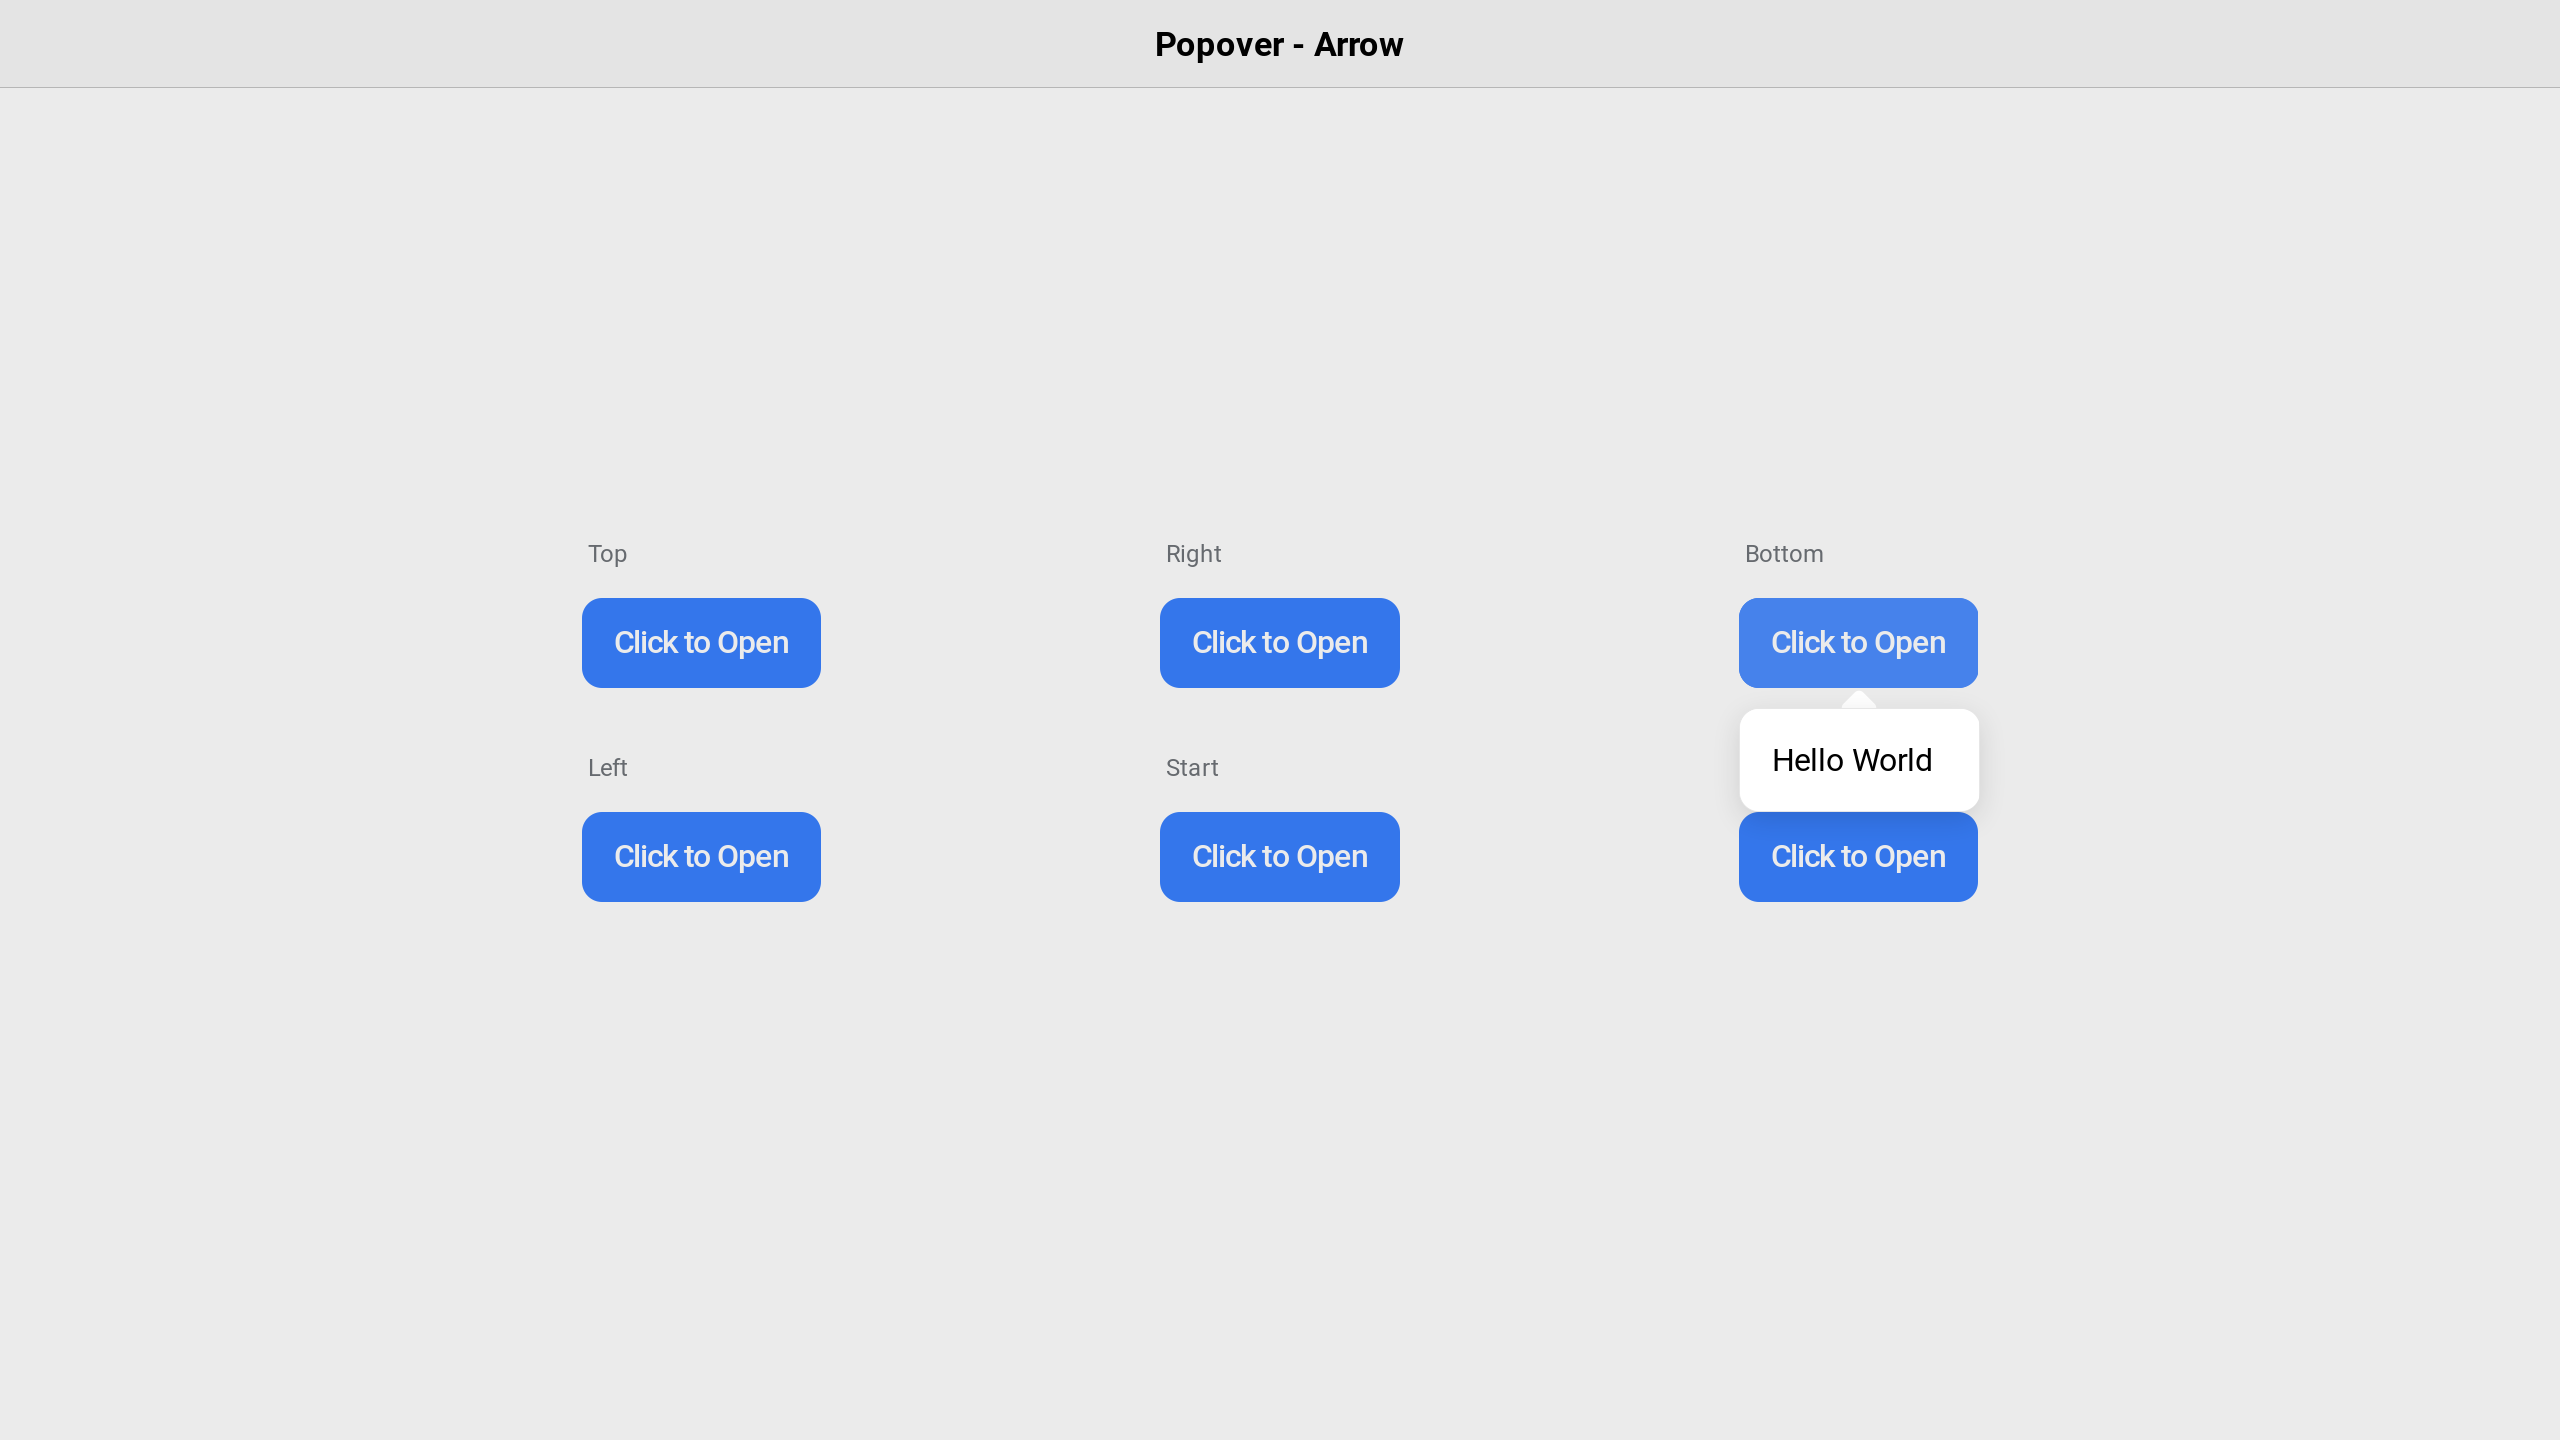 Popover - Arrow
Top
Right
Bottom
Click to Open
Click to Open
Click to Open
Hello World
Left
Start
Click to Open
Click to Open
Click to Open